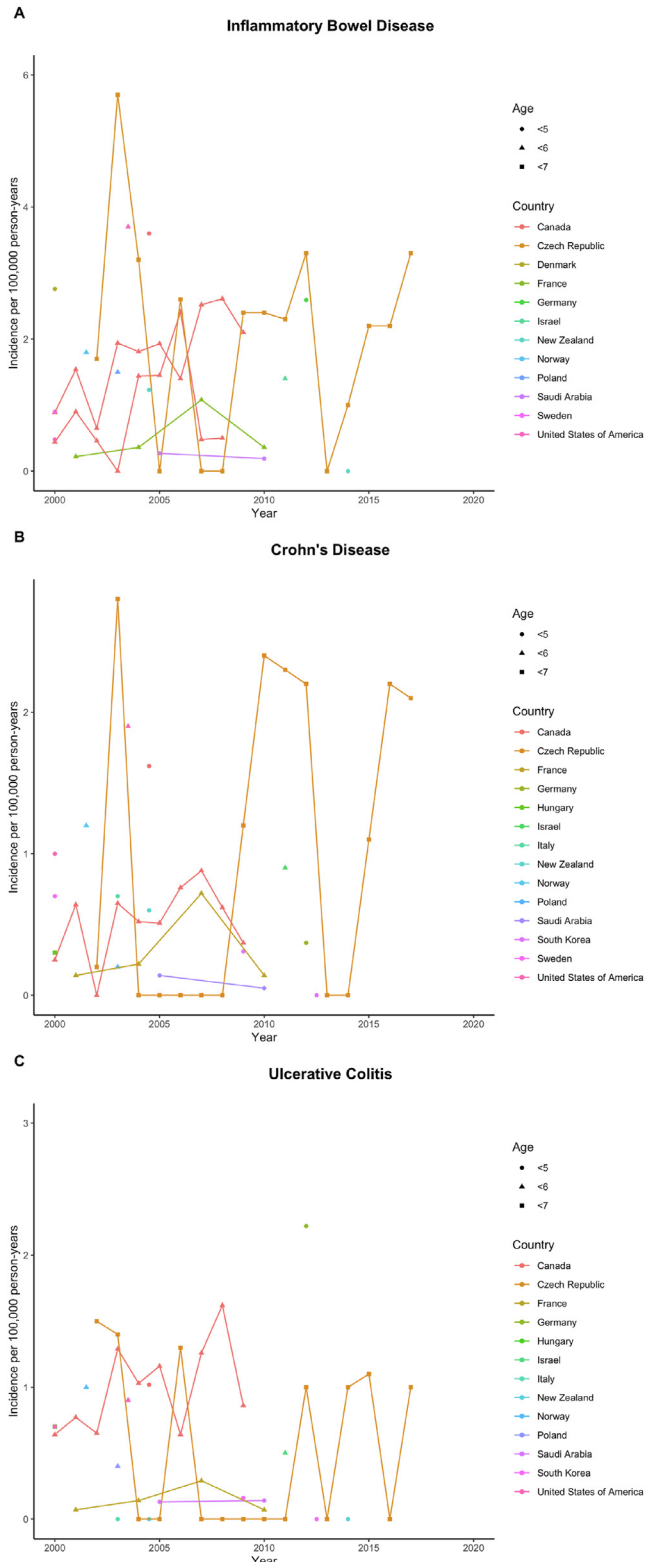 A
Inflammatory Bowel Disease
6
4
2
0
Incidence per 100,000 person-years
2000
2005
2010
2015
2020
Year
Age
<5
<6
<7
Country
Canada
Czech Republic
Denmark
France
Germany
Israel
New Zealand
Norway
Poland
Saudi Arabia
Sweden
United States of America
B
Crohn's Disease
2
1
0
Incidence per 100,000 person-years
2000
2005
2010
2015
2020
Year
Age
<5
<6
<7
Country
Canada
Czech Republic
France
Germany
Hungary
Israel
Italy
New Zealand
Norway
Poland
Saudi Arabia
South Korea
Sweden
United States of America
C
Ulcerative Colitis
3
2
1
0
Incidence per 100,000 person-years
2000
2005
2010
2015
2020
Year
Age
<5
<6
<7
Country
Canada
Czech Republic
France
Germany
Hungary
Israel
Italy
New Zealand
Norway
Poland
Saudi Arabia
South Korea
United States of America